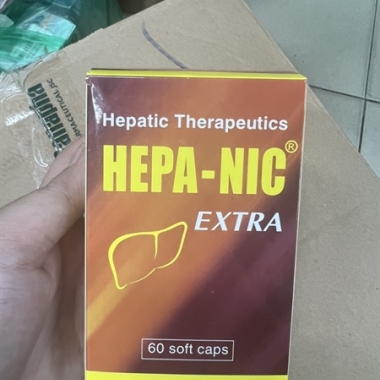 Hepatic Therapeutics
HEPA-NIC®
EXTRA
60 soft caps